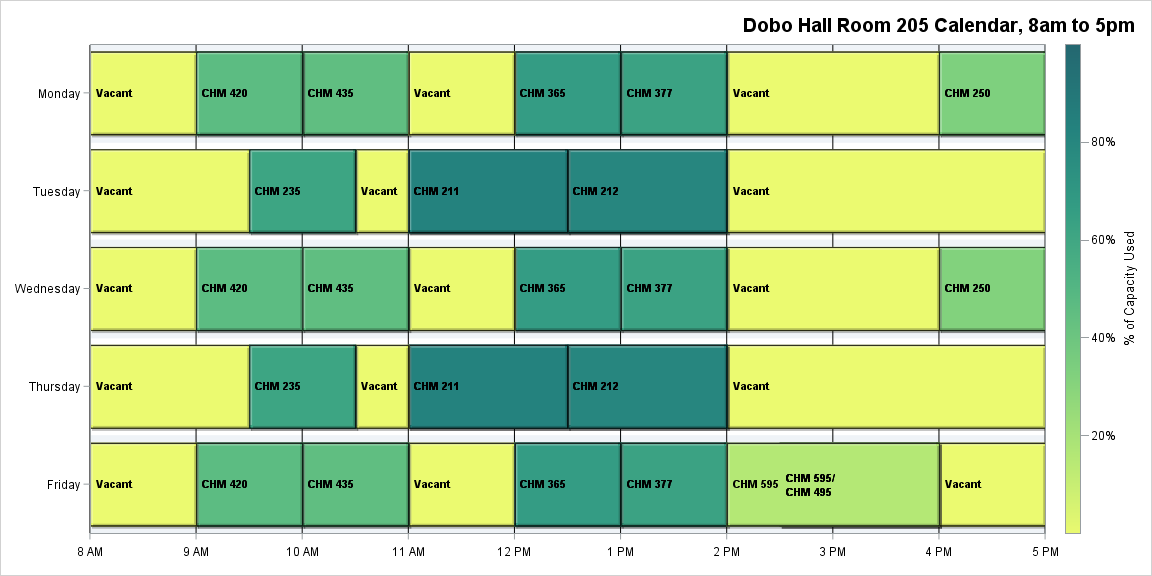 Dobo Hall Room 205 Calendar, 8am to 5pm
Monday
Vacant
CHM 420
CHM 435
Vacant
CHM 365
CHM 377
Vacant
CHM 250
Tuesday
Vacant
CHM 235
Vacant
CHM 211
CHM 212
Vacant
Wednesday
Vacant
CHM 420
CHM 435
Vacant
CHM 365
CHM 377
Vacant
CHM 250
Thursday
Vacant
CHM 235
Vacant
CHM 211
CHM 212
Vacant
Friday
Vacant
CHM 420
CHM 435
Vacant
CHM 365
CHM 377
CHM 595
CHM 595/
CHM 495
Vacant
8 AM
9 AM
10 AM
11 AM
12 PM
1 PM
2 PM
3 PM
4 PM
5 PM
80%
60%
40%
20%
% of Capacity Used